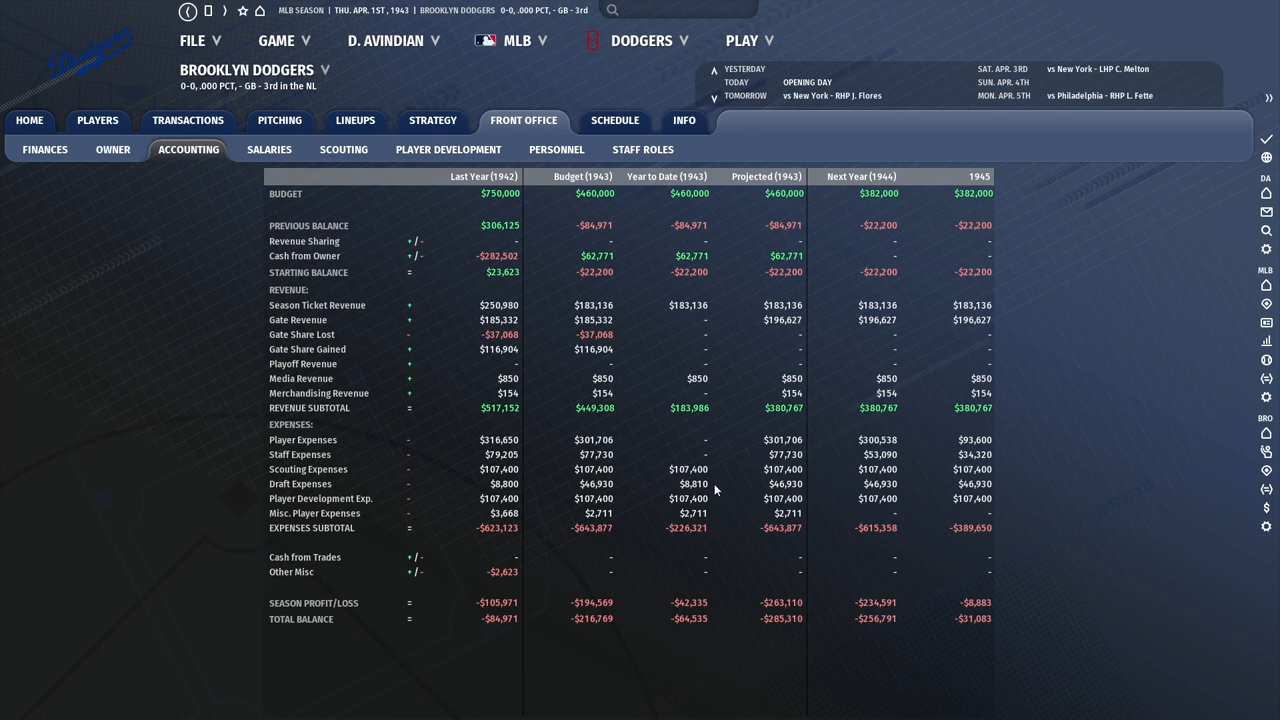 MLB SEASON | THU. APR. 1ST , 1943 | BROOKLYN DODGERS 0-0, .000 PCT, - GB - 3rd
FILE GAME D. AVINDIAN MLB DODGERS PLAY
BROOKLYN DODGERS
0-0, .000 PCT, - GB - 3rd in the NL
YESTERDAY SAT. APR. 3RD vs New York - LHP C. Melton
TODAY OPENING DAY SUN. APR. 4TH
TOMORROW vs New York - RHP J. Flores MON. APR. 5TH vs Philadelphia - RHP L. Fette
HOME PLAYERS TRANSACTIONS PITCHING LINEUPS STRATEGY FRONT OFFICE SCHEDULE INFO
FINANCES OWNER ACCOUNTING SALARIES SCOUTING PLAYER DEVELOPMENT PERSONNEL STAFF ROLES
Last Year (1942) Budget (1943) Year to Date (1943) Projected (1943) Next Year (1944) 1945
BUDGET $750,000 $460,000 $460,000 $460,000 $382,000 $382,000
PREVIOUS BALANCE $306,125 -$84,971 -$84,971 -$84,971 -$22,200 -$22,200
Revenue Sharing + / - - - - - - -
Cash from Owner + / - -$282,502 $62,771 $62,771 $62,771 - -
STARTING BALANCE = $23,623 -$22,200 -$22,200 -$22,200 -$22,200 -$22,200
REVENUE:
Season Ticket Revenue + $250,980 $183,136 $183,136 $183,136 $183,136 $183,136
Gate Revenue + $185,332 $185,332 - $196,627 $196,627 $196,627
Gate Share Lost - -$37,068 -$37,068 - - - -
Gate Share Gained + $116,904 $116,904 - - - -
Playoff Revenue + - - - - - -
Media Revenue + $850 $850 $850 $850 $850 $850
Merchandising Revenue + $154 $154 - $154 $154 $154
REVENUE SUBTOTAL = $517,152 $449,308 $183,986 $380,767 $380,767 $380,767
EXPENSES:
Player Expenses - $316,650 $301,706 - $301,706 $300,538 $93,600
Staff Expenses - $79,205 $77,730 - $77,730 $53,090 $34,320
Scouting Expenses - $107,400 $107,400 $107,400 $107,400 $107,400 $107,400
Draft Expenses - $8,800 $46,930 $8,810 $46,930 $46,930 $46,930
Player Development Exp. - $107,400 $107,400 $107,400 $107,400 $107,400 $107,400
Misc. Player Expenses - $3,668 $2,711 $2,711 $2,711 - -
EXPENSES SUBTOTAL = -$623,123 -$643,877 -$226,321 -$643,877 -$615,358 -$389,650
Cash from Trades + / - - - - - - -
Other Misc + / - -$2,623 - - - - -
SEASON PROFIT/LOSS = -$105,971 -$194,569 -$42,335 -$263,110 -$234,591 -$8,883
TOTAL BALANCE = -$84,971 -$216,769 -$64,535 -$285,310 -$256,791 -$31,083
Dodgers
DA
MLB
BRO